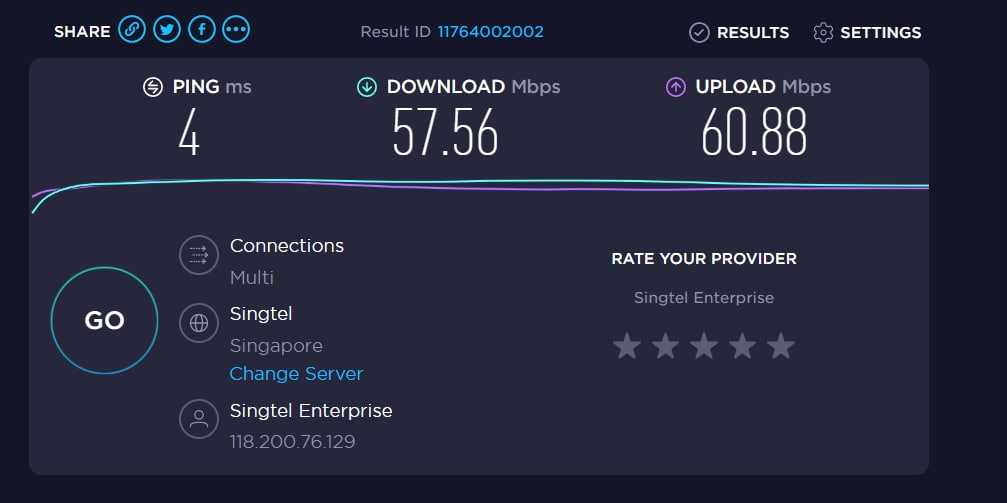 SHARE
Result ID 11764002002
RESULTS
SETTINGS
PING ms
DOWNLOAD Mbps
UPLOAD Mbps
4
57.56
60.88
GO
Connections
Multi
Singtel
Singapore
Change Server
Singtel Enterprise
118.200.76.129
RATE YOUR PROVIDER
Singtel Enterprise